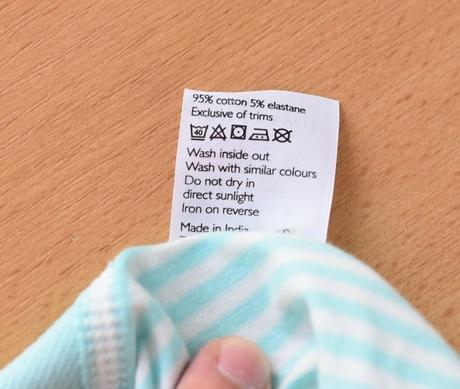 95% cotton 5% elastane
Exclusive of trims
40
Wash inside out
Wash with similar colours
Do not dry in
direct sunlight
Iron on reverse
Made in India